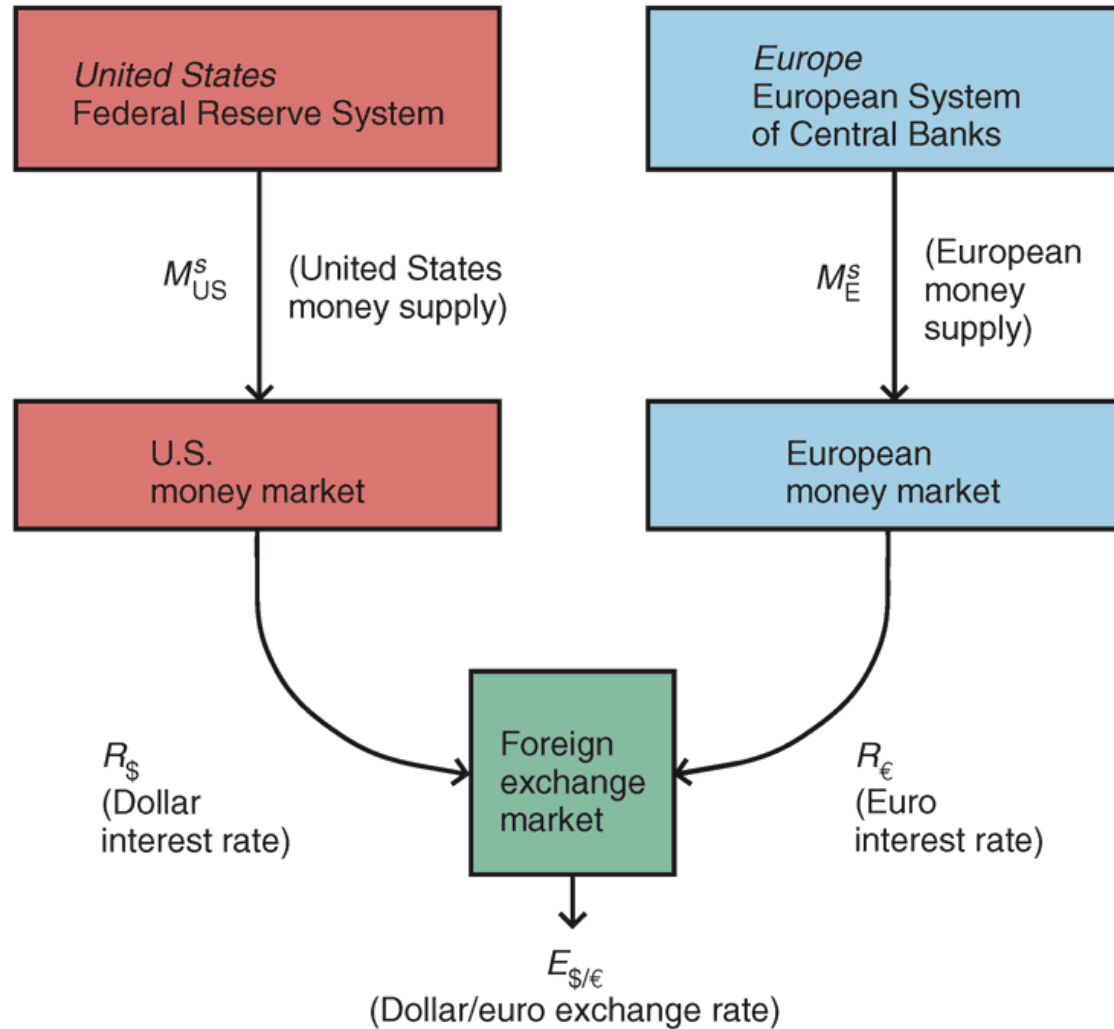 United States
Federal Reserve System
Europe
European System
of Central Banks
M^s_US
(United States
money supply)
M^s_E
(European
money
supply)
U.S.
money market
European
money market
R_$
(Dollar
interest rate)
Foreign
exchange
market
R_€
(Euro
interest rate)
E_$/€
(Dollar/euro exchange rate)